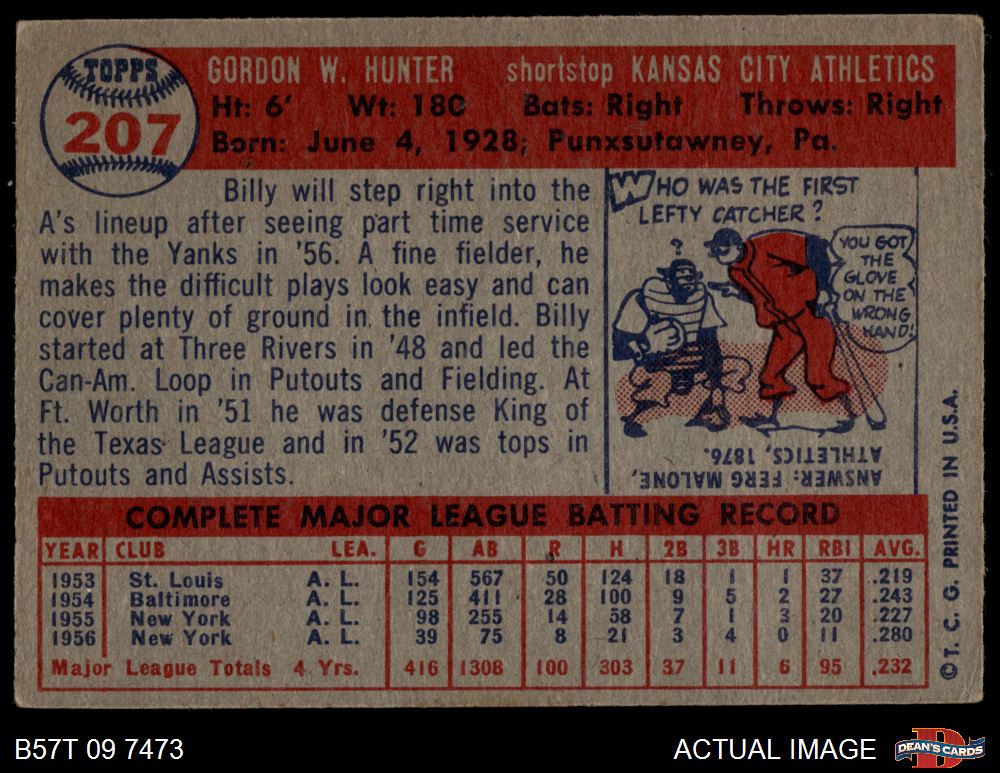 TOPPS
207
GORDON W. HUNTER shortstop KANSAS CITY ATHLETICS
Ht: 6' Wt: 180 Bats: Right Throws: Right
Born: June 4, 1928; Punxsutawney, Pa.
Billy will step right into the
A's lineup after seeing part time service
with the Yanks in '56. A fine fielder, he
makes the difficult plays look easy and can
cover plenty of ground in the infield. Billy
started at Three Rivers in '48 and led the
Can-Am. Loop in Putouts and Fielding. At
Ft. Worth in '51 he was defense King of
the Texas League and in '52 was tops in
Putouts and Assists.
WHO WAS THE FIRST
LEFTY CATCHER?
?
YOU GOT
THE
GLOVE
ON THE
WRONG
HAND!
ANSWER: FERG MALONE,
ATHLETICS, 1876.
COMPLETE MAJOR LEAGUE BATTING RECORD
YEAR CLUB LEA. G AB R H 2B 3B HR RBI AVG.
1953 St. Louis A. L. 154 567 50 124 18 1 1 37 .219
1954 Baltimore A. L. 125 411 28 100 9 5 2 27 .243
1955 New York A. L. 98 255 14 58 7 1 3 20 .227
1956 New York A. L. 39 75 8 21 3 4 0 11 .280
Major League Totals 4 Yrs. 416 1308 100 303 37 11 6 95 .232
© T. C. G. PRINTED IN U.S.A.
B57T 09 7473
ACTUAL IMAGE
D
DEAN'S CARDS